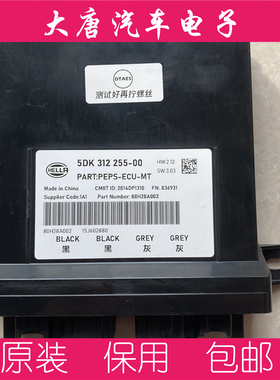 大唐汽车电子
DTAES
测试好再拧螺丝
HELLA
5DK 312 255-00
HW:2.12
SW:3.03
PART:PEPS-ECU-MT
Made in China
CMIIT ID: 2014DP1310
FN: 836931
Supplier Code:1A1
Part Number: 80H28A002
80H28A002 15J602880
BLACK BLACK GREY GREY
黑 黑 灰 灰
原装 保用 包邮